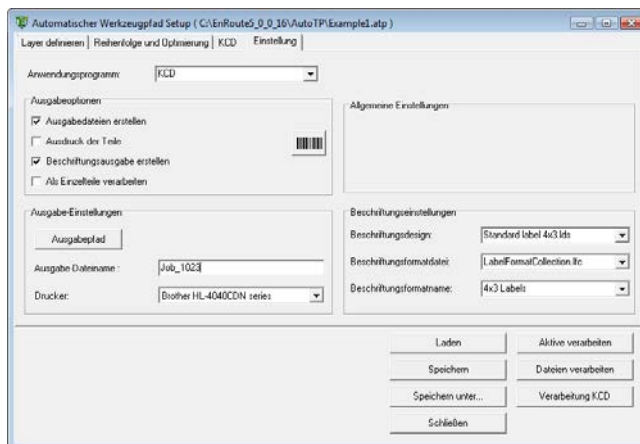 Automatischer Werkzeugpfad Setup ( C:\EnRoute5_0_0_16\AutoTP\Example1.atp )
Layer definieren | Reihenfolge und Optimierung | KCD | Einstellung
Anwendungsprogramm: KCD
Ausgabeoptionen
Ausgabedateien erstellen
Ausdruck der Teile
Beschriftungsausgabe erstellen
Als Einzelteile verarbeiten
Allgemeine Einstellungen
Ausgabe-Einstellungen
Ausgabepfad
Ausgabe Dateiname : Job_1023
Drucker: Brother HL-4040CDN series
Beschriftungseinstellungen
Beschriftungsdesign: Standard label 4x3.lds
Beschriftungsformatdatei: LabelFormatCollection.lfc
Beschriftungsformatname: 4x3 Labels
Laden Aktive verarbeiten
Speichern Dateien verarbeiten
Speichern unter... Verarbeitung KCD
Schließen